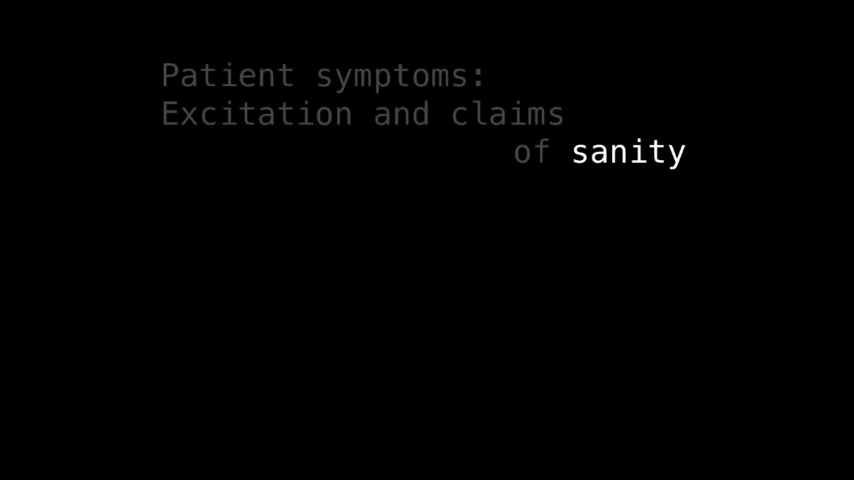 Patient symptoms:
Excitation and claims
of sanity